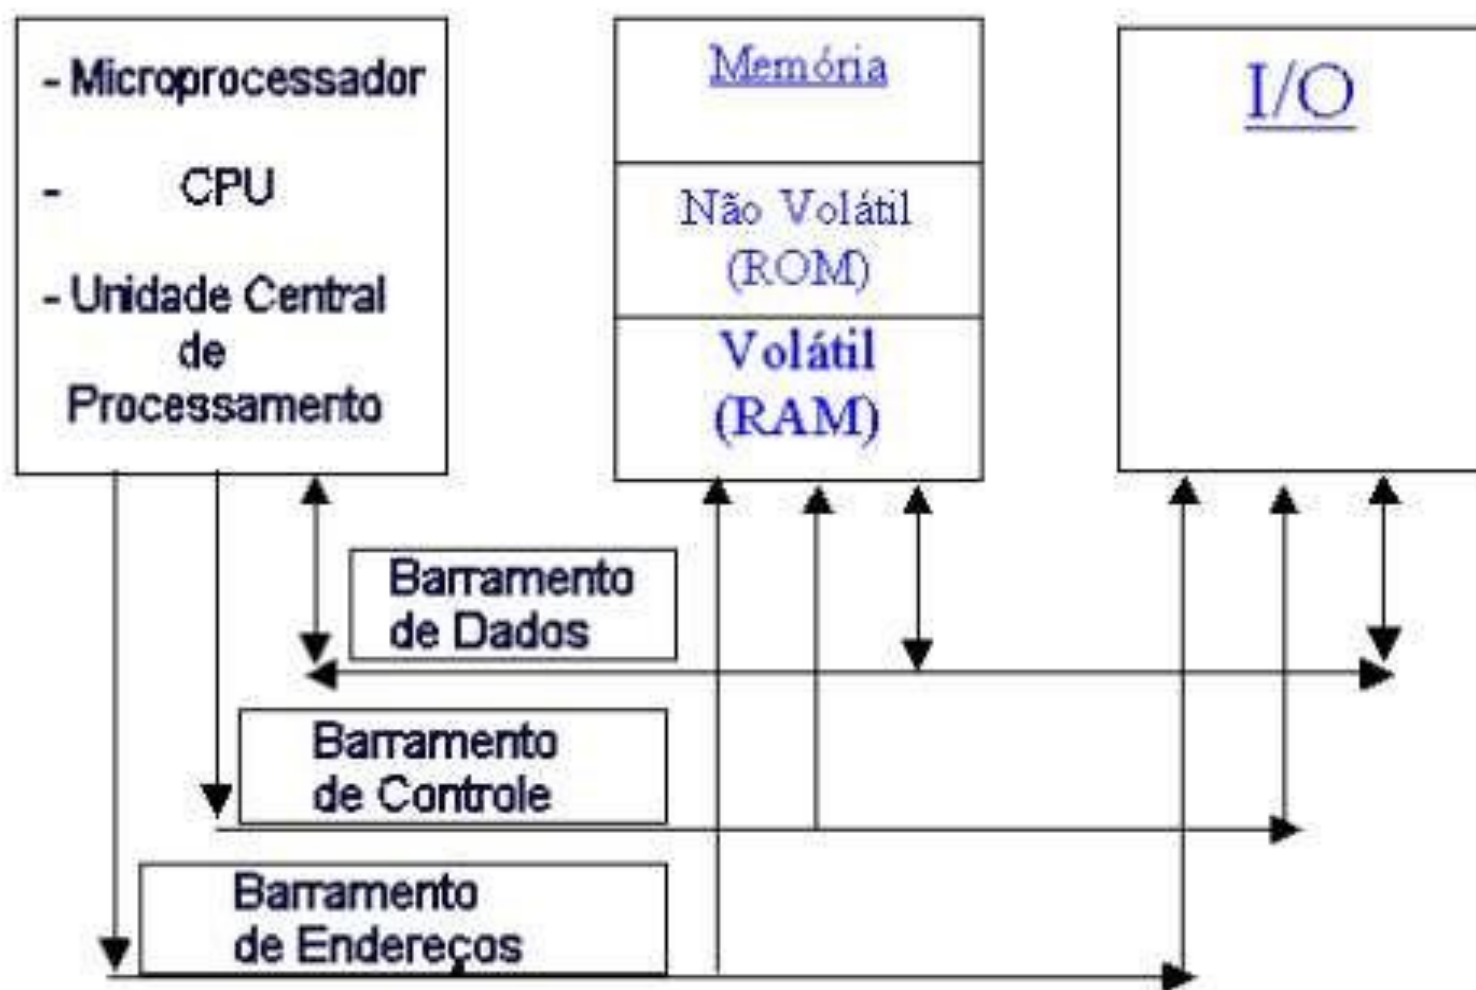 - Microprocessador
- CPU
- Unidade Central
de
Processamento
Memória
Não Volátil
(ROM)
Volátil
(RAM)
I/O
Barramento
de Dados
Barramento
de Controle
Barramento
de Endereços